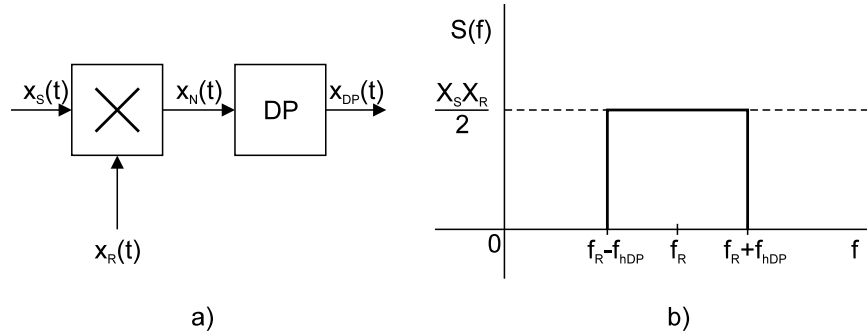 x_S(t)
x_N(t)
DP
x_DP(t)
x_R(t)
a)
S(f)
X_S X_R
2
0
f_R-f_hDP
f_R
f_R+f_hDP
f
b)